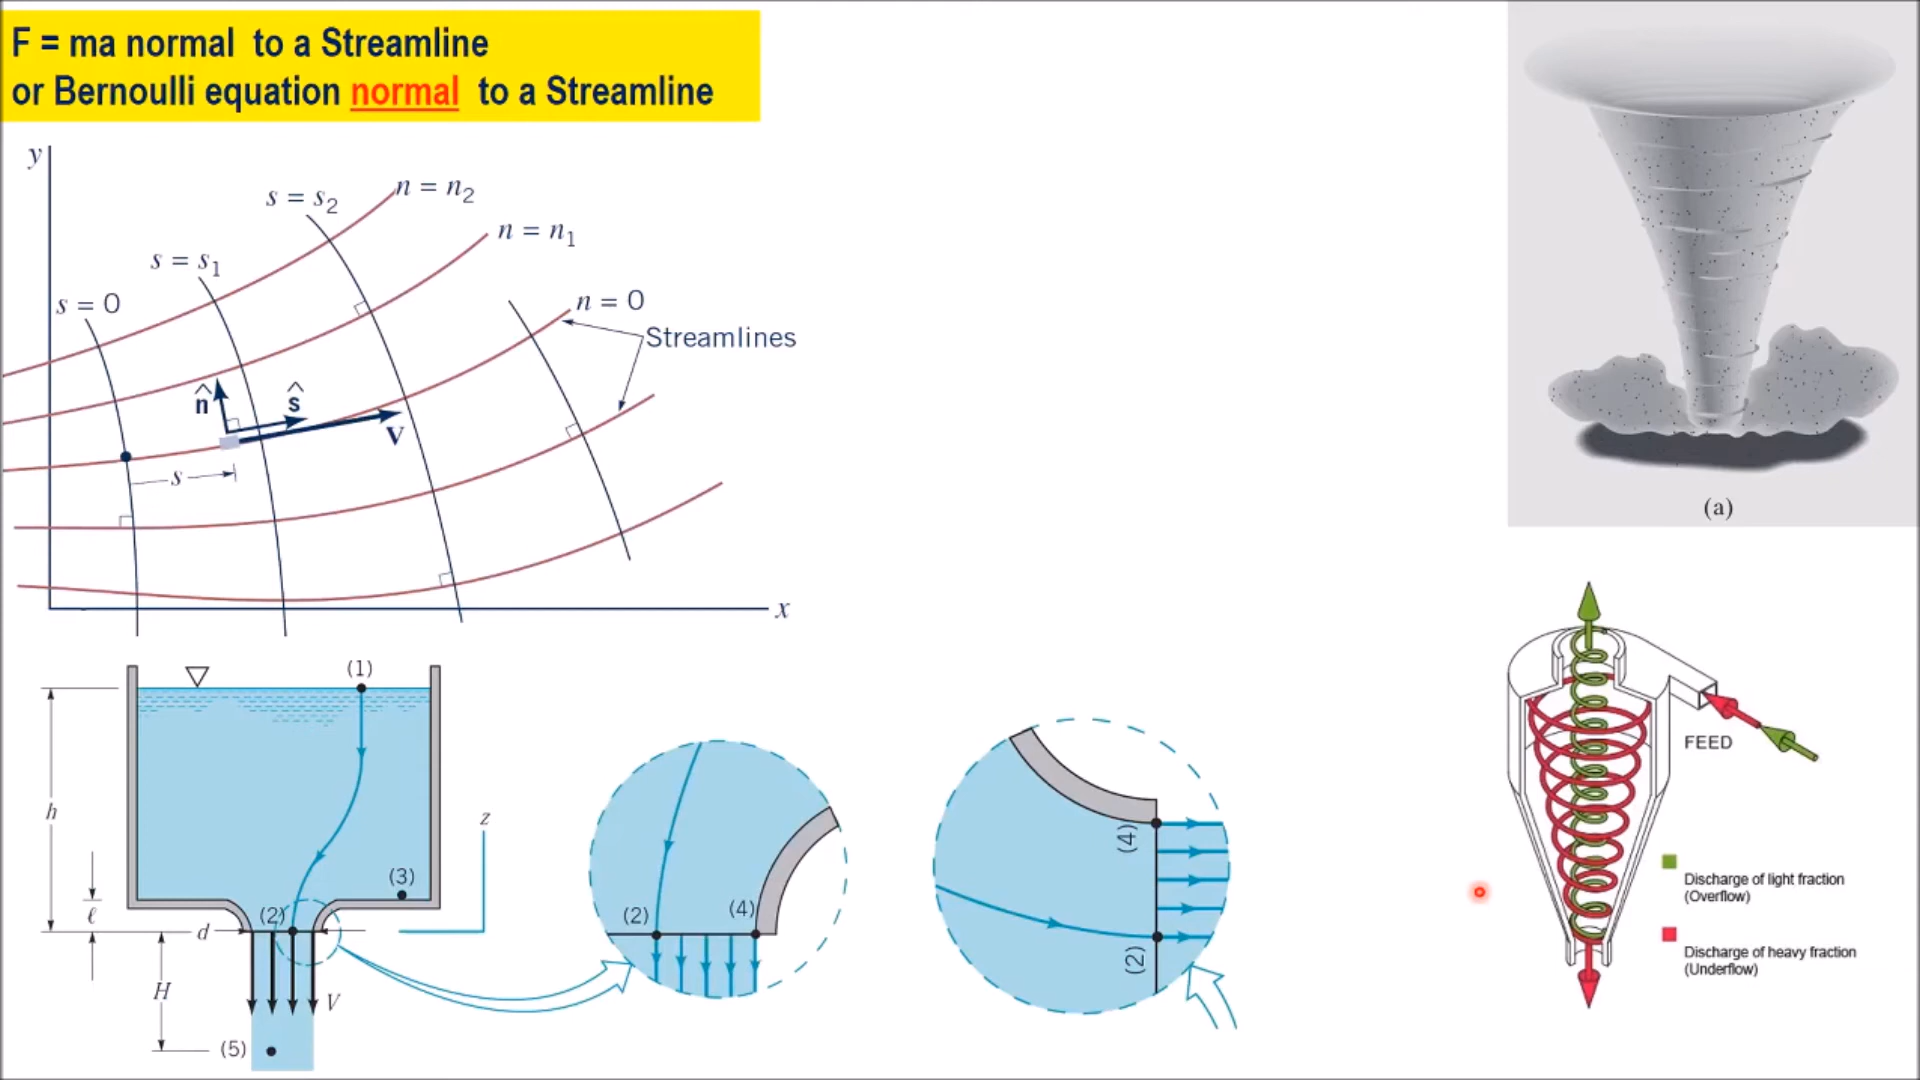 F = ma normal to a Streamline
or Bernoulli equation normal to a Streamline
y
s = s2
n = n2
n = n1
s = s1
s = 0
n = 0
Streamlines
n̂
ŝ
V
s
x
(a)
(1)
h
(3)
ℓ
(2)
d
z
H
V
(5)
(2)
(4)
(4)
(2)
FEED
Discharge of light fraction
(Overflow)
Discharge of heavy fraction
(Underflow)